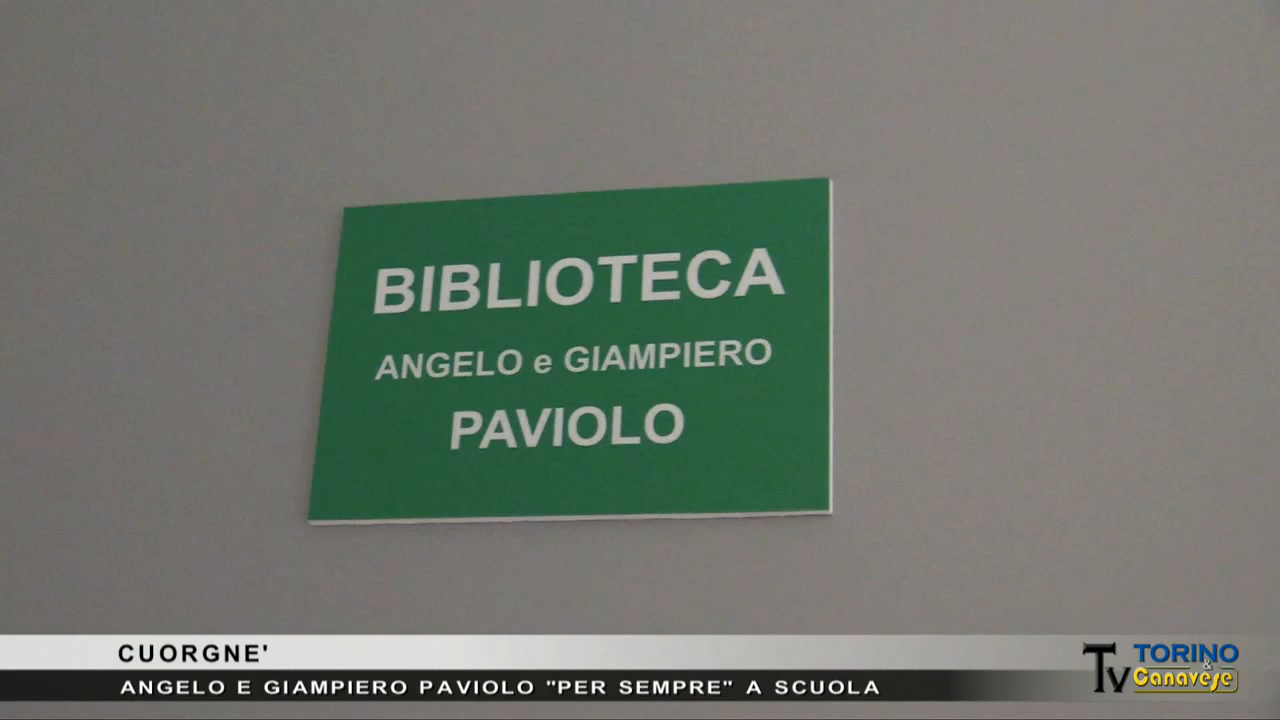 BIBLIOTECA
ANGELO e GIAMPIERO
PAVIOLO
CUORGNE'
ANGELO E GIAMPIERO PAVIOLO "PER SEMPRE" A SCUOLA
TV TORINO
& Canavese